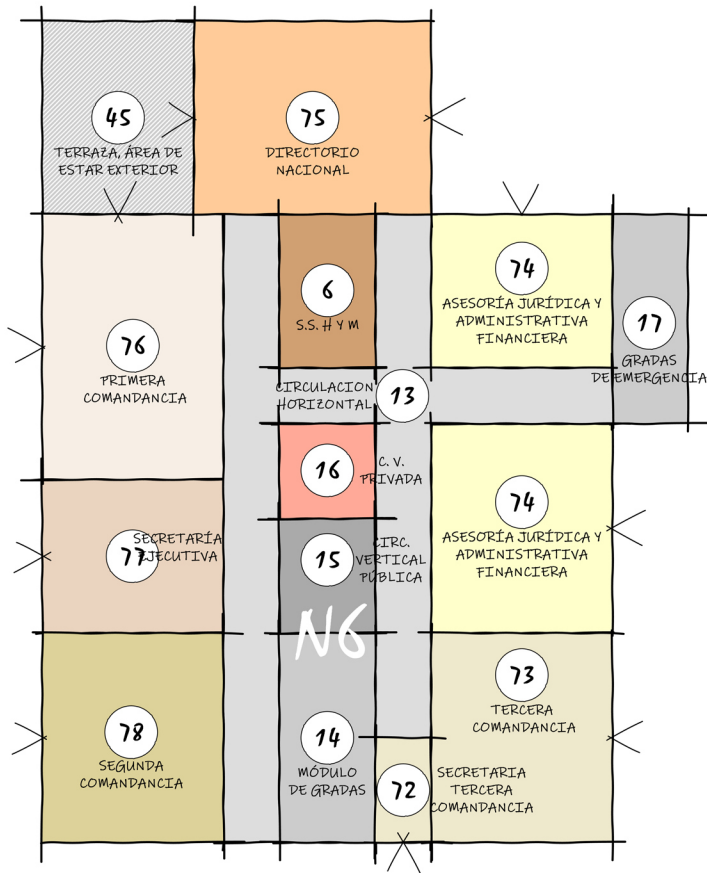 45
TERRAZA, ÁREA DE
ESTAR EXTERIOR
75
DIRECTORIO
NACIONAL
6
S.S. H Y M
74
ASESORÍA JURÍDICA Y
ADMINISTRATIVA
FINANCIERA
17
GRADAS
DE EMERGENCIA
76
PRIMERA
COMANDANCIA
CIRCULACION
HORIZONTAL
13
16
C. V.
PRIVADA
74
ASESORÍA JURÍDICA Y
ADMINISTRATIVA
FINANCIERA
77
SECRETARÍA
EJECUTIVA
15
CIRC.
VERTICAL
PÚBLICA
N6
73
TERCERA
COMANDANCIA
78
SEGUNDA
COMANDANCIA
14
MÓDULO
DE GRADAS
72
SECRETARIA
TERCERA
COMANDANCIA